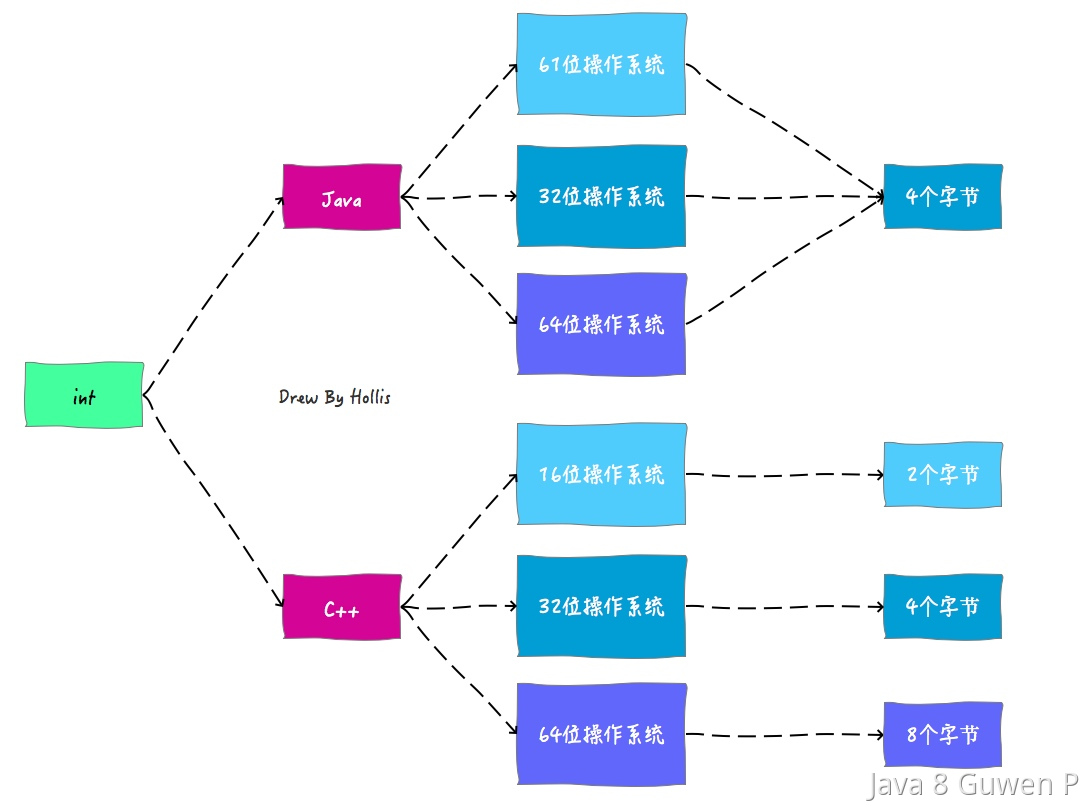 67位操作系统
Java
32位操作系统
4个字节
64位操作系统
int
Drew By Hollis
16位操作系统
2个字节
C++
32位操作系统
4个字节
64位操作系统
8个字节
Java 8 Guwen P